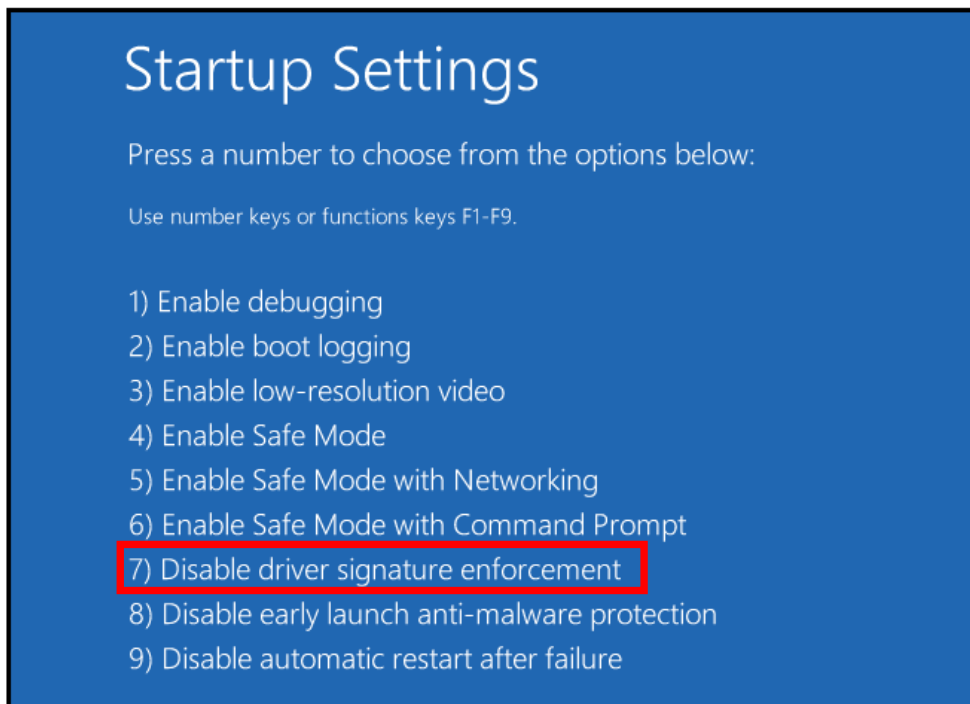 Startup Settings
Press a number to choose from the options below:
Use number keys or functions keys F1-F9.
1) Enable debugging
2) Enable boot logging
3) Enable low-resolution video
4) Enable Safe Mode
5) Enable Safe Mode with Networking
6) Enable Safe Mode with Command Prompt
7) Disable driver signature enforcement
8) Disable early launch anti-malware protection
9) Disable automatic restart after failure